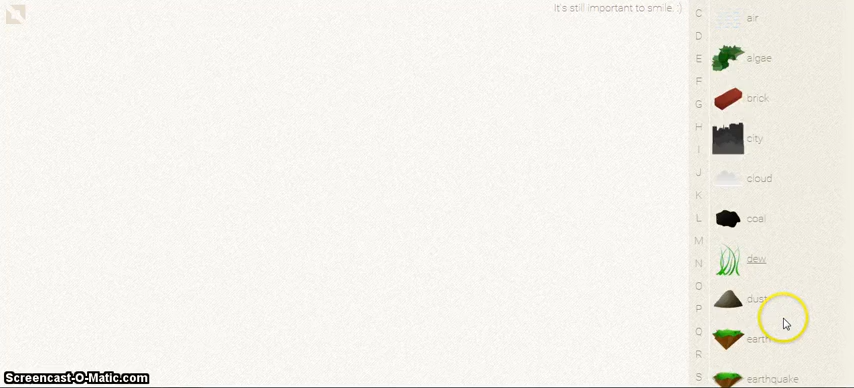 It's still important to smile. :)
C
D
E
F
G
H
I
J
K
L
M
N
O
P
Q
R
S
air
algae
brick
city
cloud
coal
dew
dust
earth
earthquake
Screencast-O-Matic.com